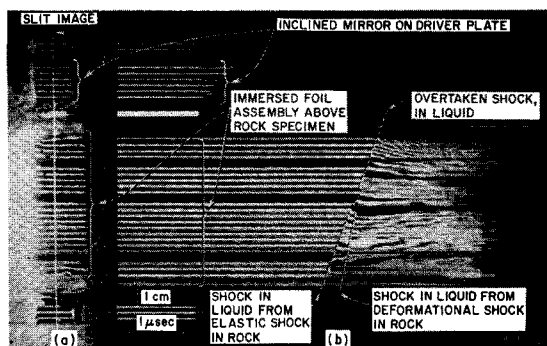 SLIT IMAGE
INCLINED MIRROR ON DRIVER PLATE
IMMERSED FOIL
ASSEMBLY ABOVE
ROCK SPECIMEN
OVERTAKEN SHOCK,
IN LIQUID
1 cm
1 μsec
SHOCK IN
LIQUID FROM
ELASTIC SHOCK
IN ROCK
SHOCK IN LIQUID FROM
DEFORMATIONAL SHOCK
IN ROCK
(a)
(b)